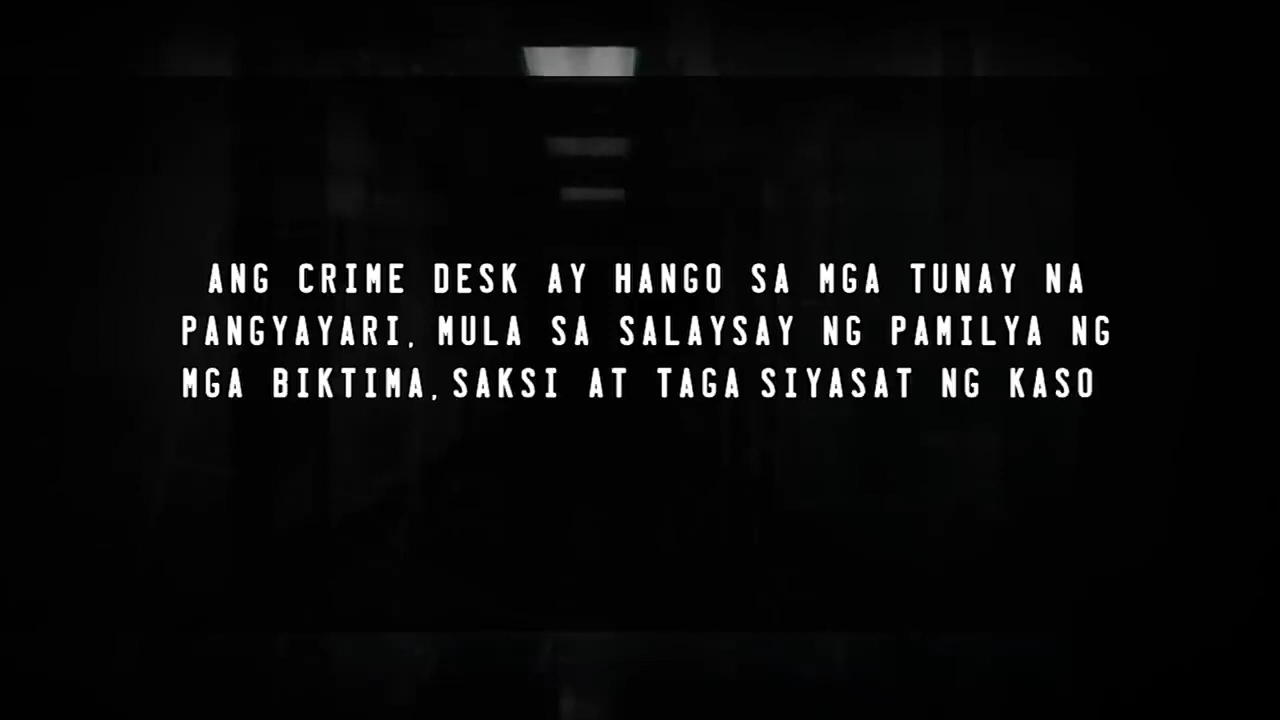 ANG CRIME DESK AY HANGO SA MGA TUNAY NA
PANGYAYARI, MULA SA SALAYSAY NG PAMILYA NG
MGA BIKTIMA, SAKSI AT TAGA SIYASAT NG KASO